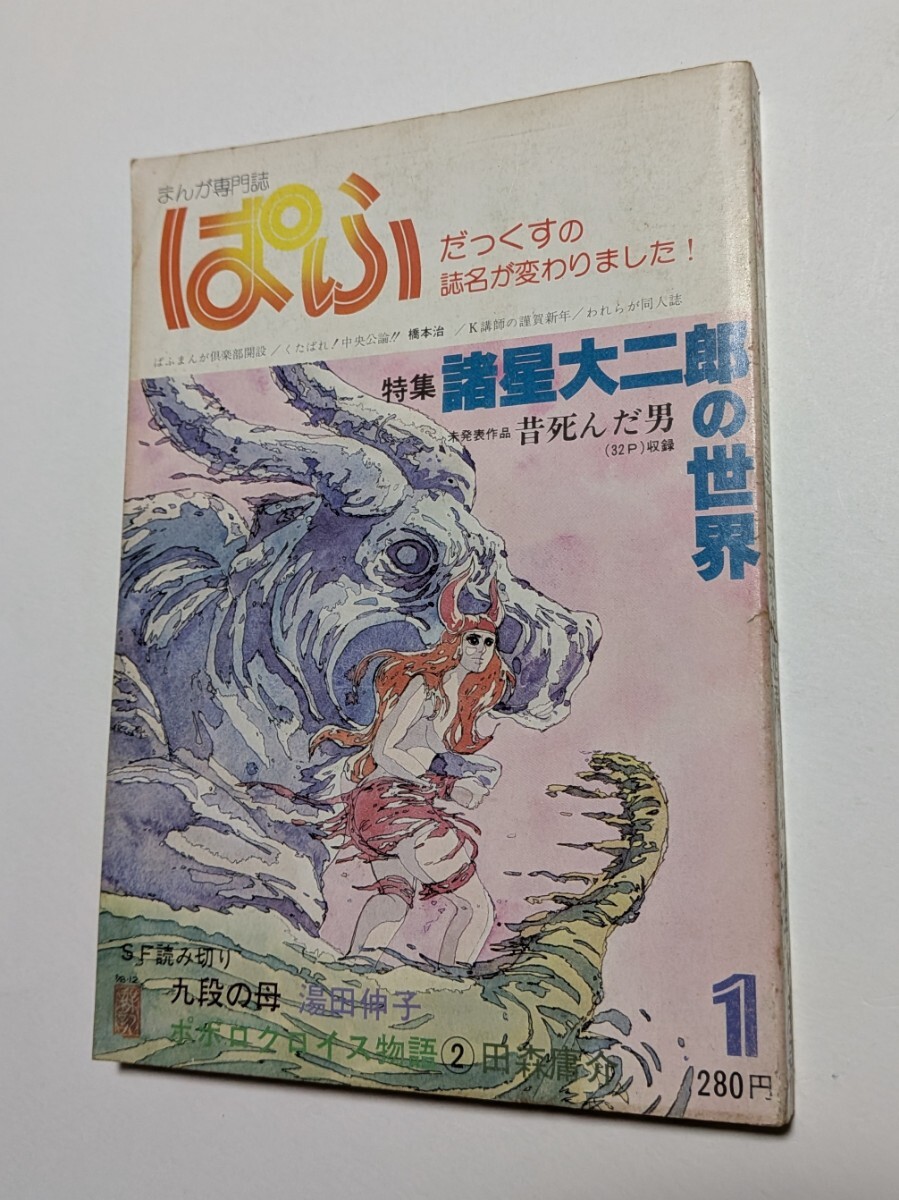 まんが専門誌
ぱふ
だっくすの
誌名が変わりました!
ぱふまんが倶楽部開設/くたばれ!中央公論!! 橋本治/K講師の謹賀新年/われらが同人誌
特集 諸星大二郎の世界
未発表作品 昔死んだ男
(32P)収録
SF読み切り
九段の母 湯田伸子
ポポロクロイス物語② 田森庸介
1
280円